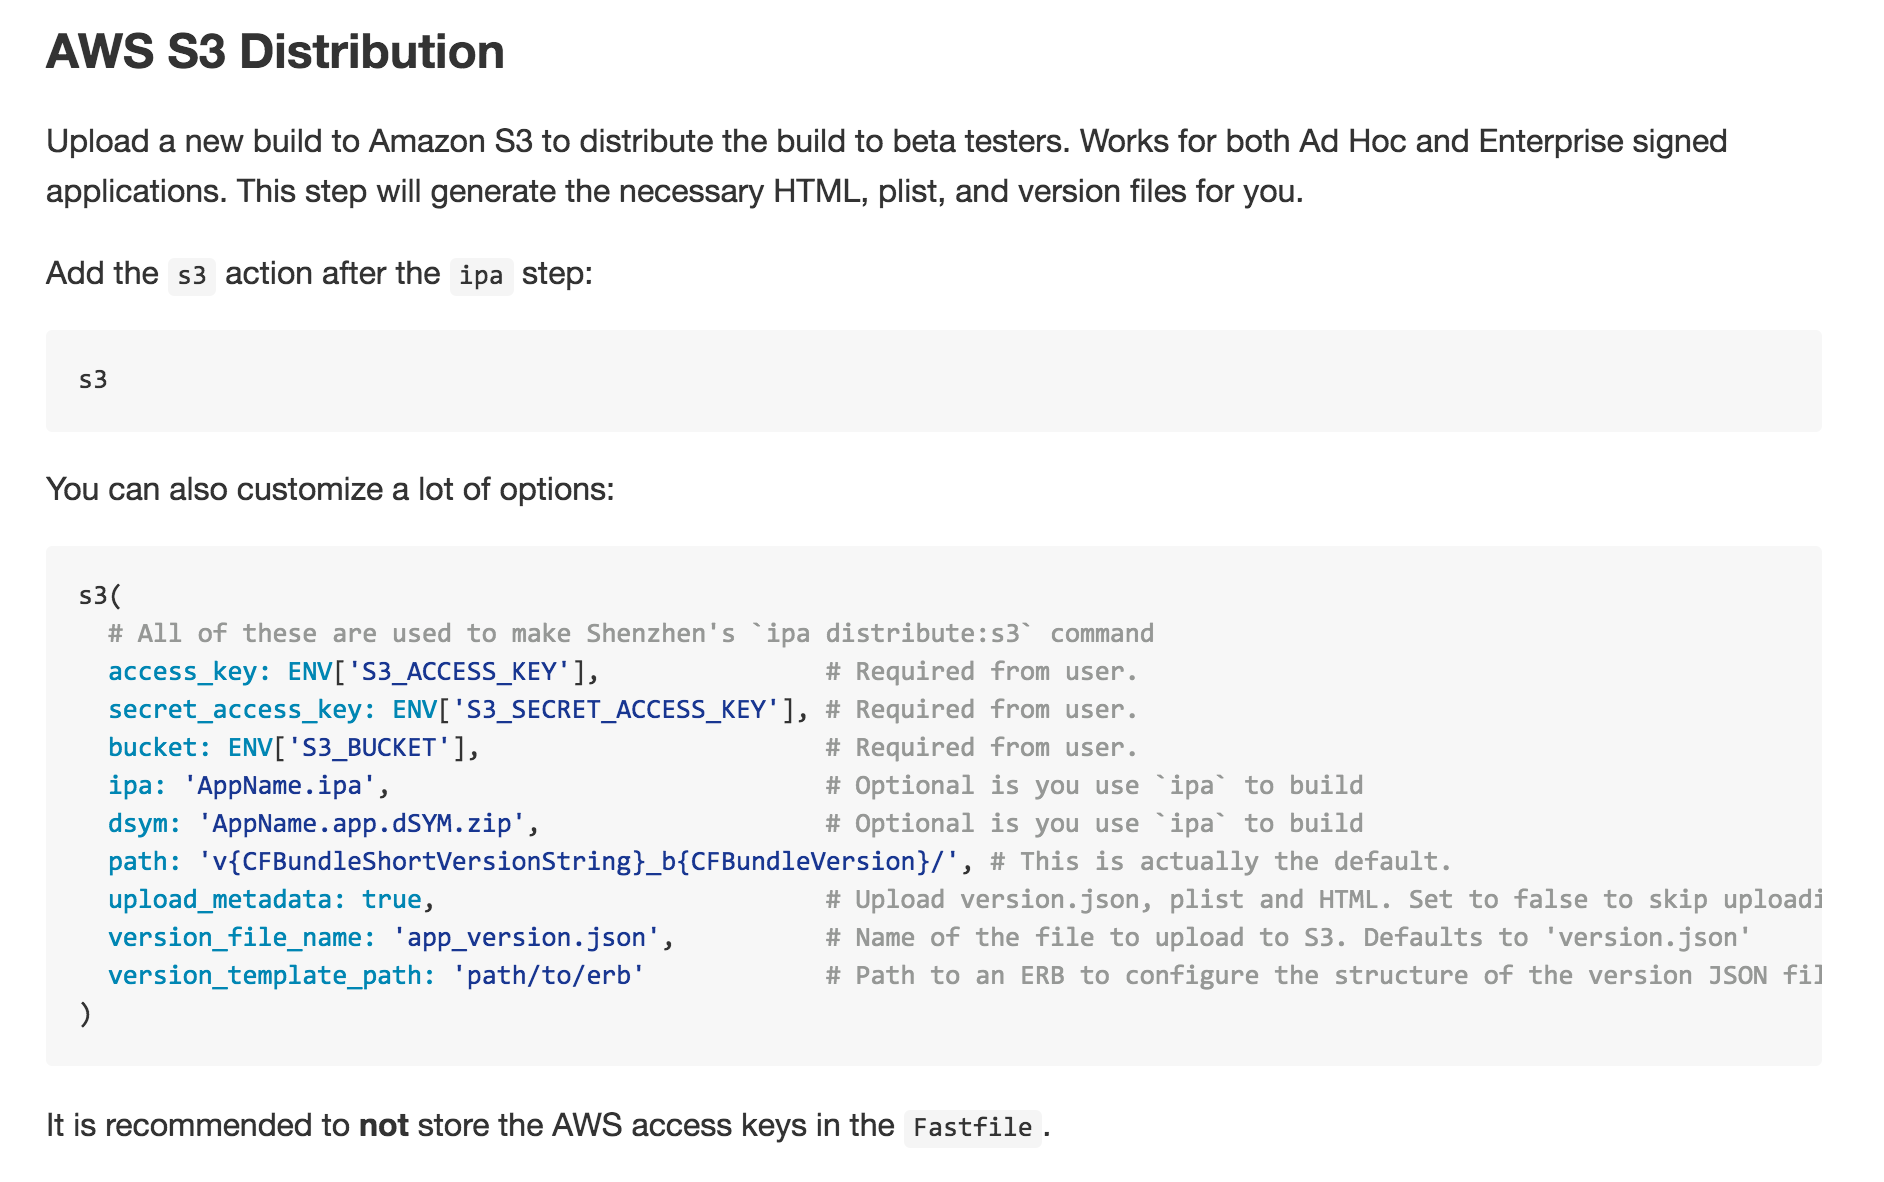 AWS S3 Distribution
Upload a new build to Amazon S3 to distribute the build to beta testers. Works for both Ad Hoc and Enterprise signed
applications. This step will generate the necessary HTML, plist, and version files for you.
Add the s3 action after the ipa step:
s3
You can also customize a lot of options:
s3(
  # All of these are used to make Shenzhen's `ipa distribute:s3` command
  access_key: ENV['S3_ACCESS_KEY'],               # Required from user.
  secret_access_key: ENV['S3_SECRET_ACCESS_KEY'], # Required from user.
  bucket: ENV['S3_BUCKET'],                       # Required from user.
  ipa: 'AppName.ipa',                             # Optional is you use `ipa` to build
  dsym: 'AppName.app.dSYM.zip',                   # Optional is you use `ipa` to build
  path: 'v{CFBundleShortVersionString}_b{CFBundleVersion}/', # This is actually the default.
  upload_metadata: true,                          # Upload version.json, plist and HTML. Set to false to skip uploadi
  version_file_name: 'app_version.json',          # Name of the file to upload to S3. Defaults to 'version.json'
  version_template_path: 'path/to/erb'            # Path to an ERB to configure the structure of the version JSON fil
)
It is recommended to not store the AWS access keys in the Fastfile.